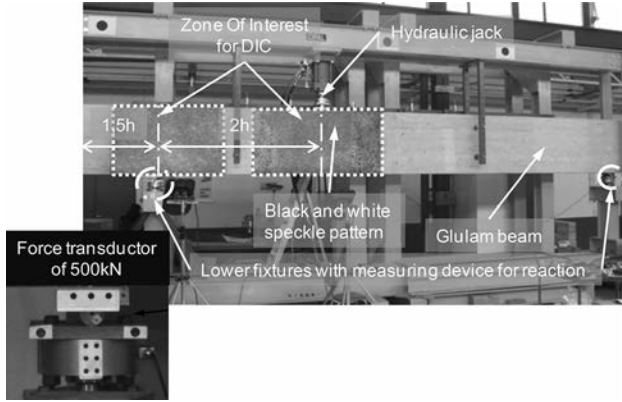 Zone Of Interest
for DIC
Hydraulic jack
1.5h
2h
Black and white
speckle pattern
Glulam beam
Force transductor
of 500kN
Lower fixtures with measuring device for reaction